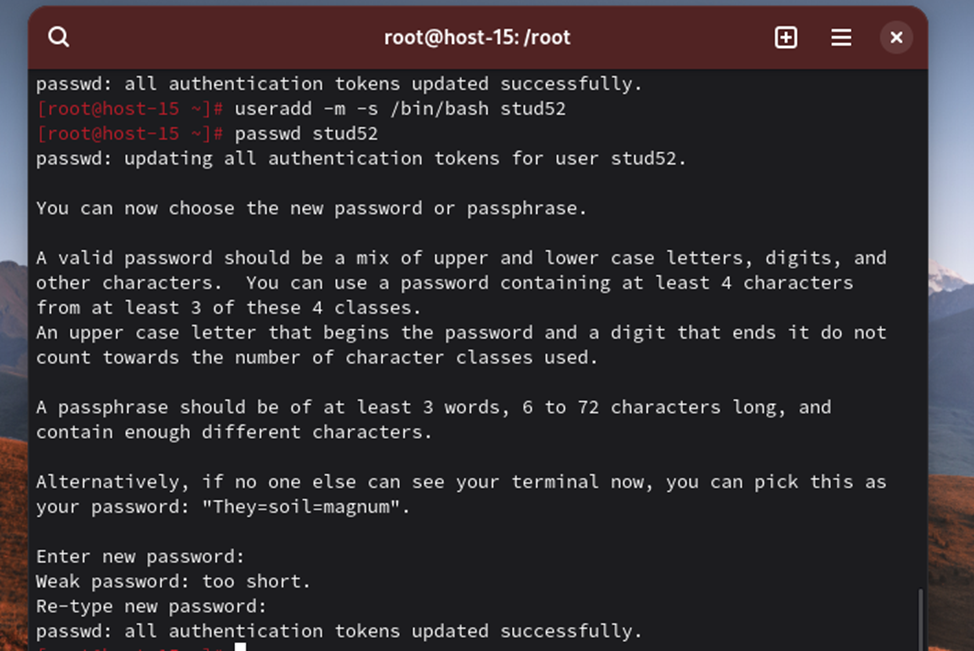 root@host-15: /root
passwd: all authentication tokens updated successfully.
[root@host-15 ~]# useradd -m -s /bin/bash stud52
[root@host-15 ~]# passwd stud52
passwd: updating all authentication tokens for user stud52.
You can now choose the new password or passphrase.
A valid password should be a mix of upper and lower case letters, digits, and
other characters.  You can use a password containing at least 4 characters
from at least 3 of these 4 classes.
An upper case letter that begins the password and a digit that ends it do not
count towards the number of character classes used.
A passphrase should be of at least 3 words, 6 to 72 characters long, and
contain enough different characters.
Alternatively, if no one else can see your terminal now, you can pick this as
your password: "They=soil=magnum".
Enter new password:
Weak password: too short.
Re-type new password:
passwd: all authentication tokens updated successfully.